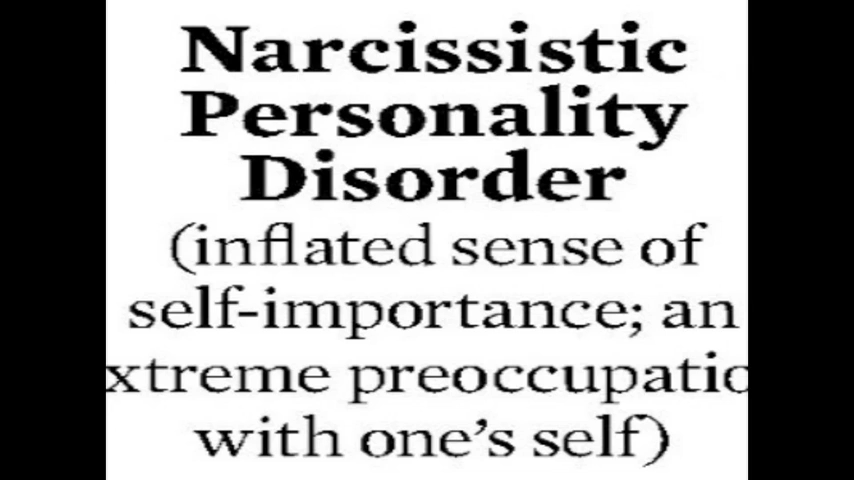 Narcissistic
Personality
Disorder
(inflated sense of
self-importance; an
xtreme preoccupatio
with one's self)